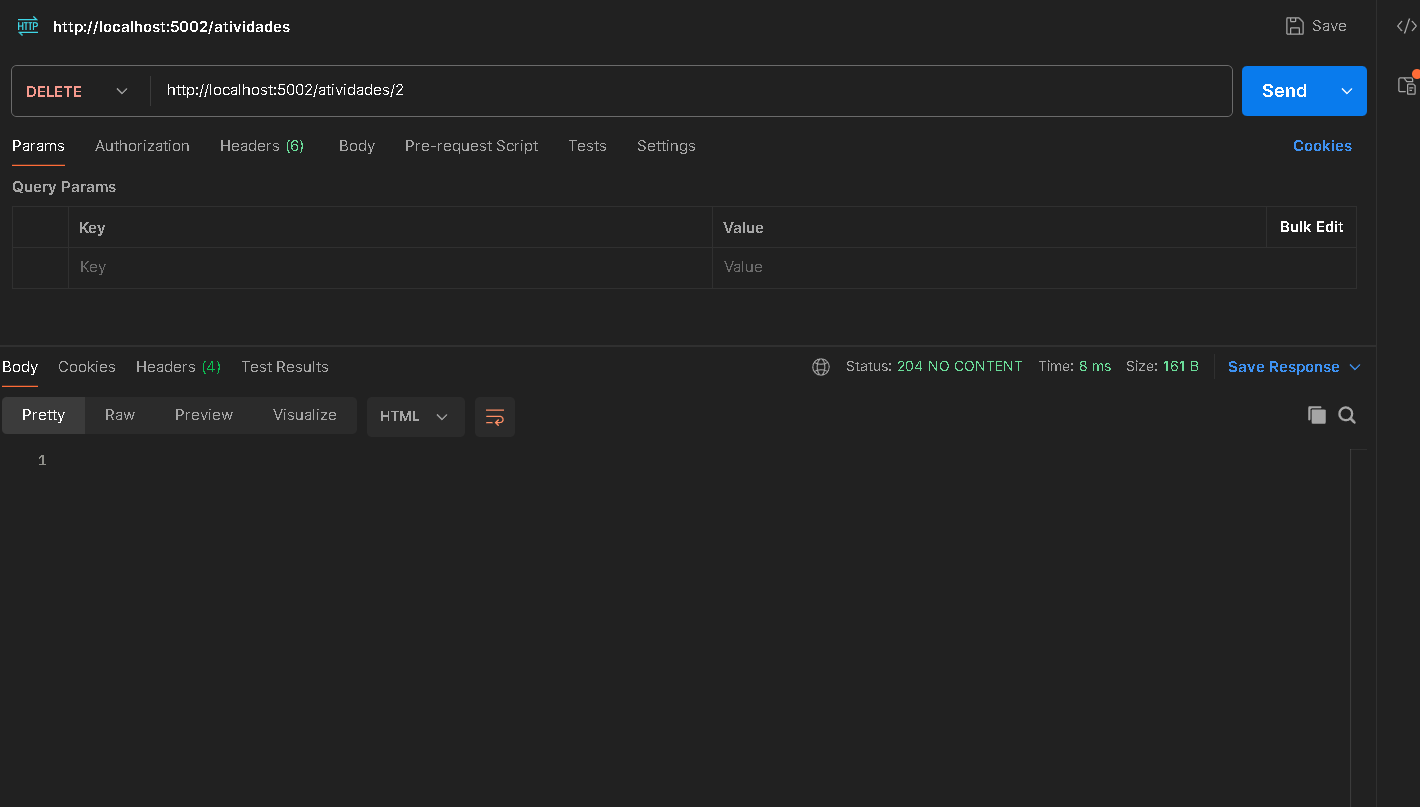 HTTP http://localhost:5002/atividades Save
DELETE http://localhost:5002/atividades/2 Send
Params Authorization Headers (6) Body Pre-request Script Tests Settings Cookies
Query Params
Key Value Bulk Edit
Key Value
Body Cookies Headers (4) Test Results Status: 204 NO CONTENT Time: 8 ms Size: 161 B Save Response
Pretty Raw Preview Visualize HTML
1